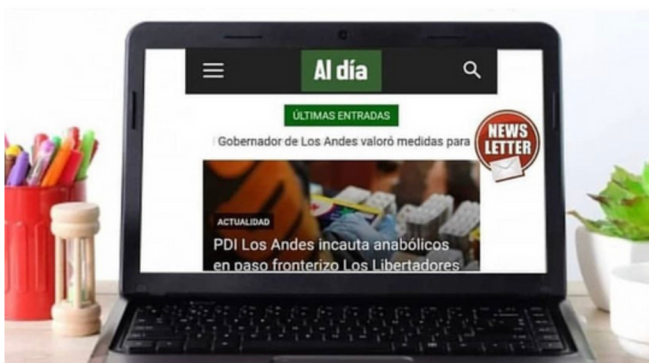 Al día
ÚLTIMAS ENTRADAS
Gobernador de Los Andes valoró medidas para
NEWS
LETTER
ACTUALIDAD
PDI Los Andes incauta anabólicos
en paso fronterizo Los Libertadores